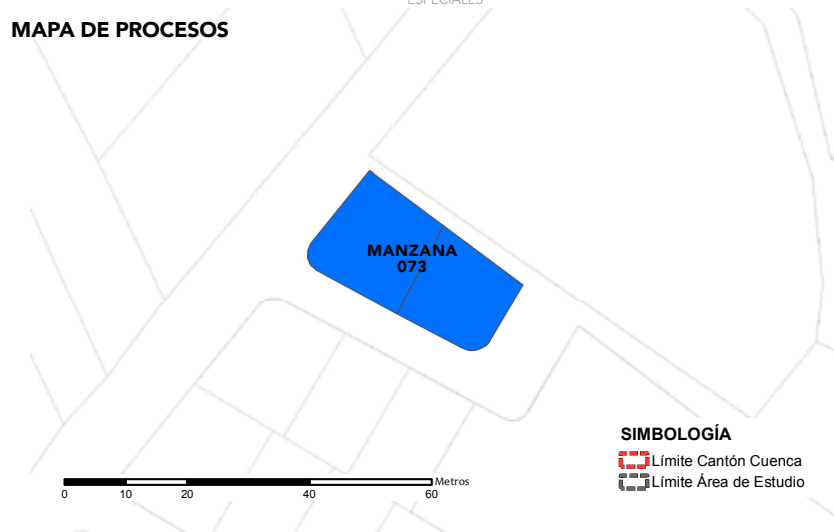 ESPECIALES
MAPA DE PROCESOS
MANZANA
073
SIMBOLOGÍA
Límite Cantón Cuenca
Límite Área de Estudio
Metros
0 10 20 40 60